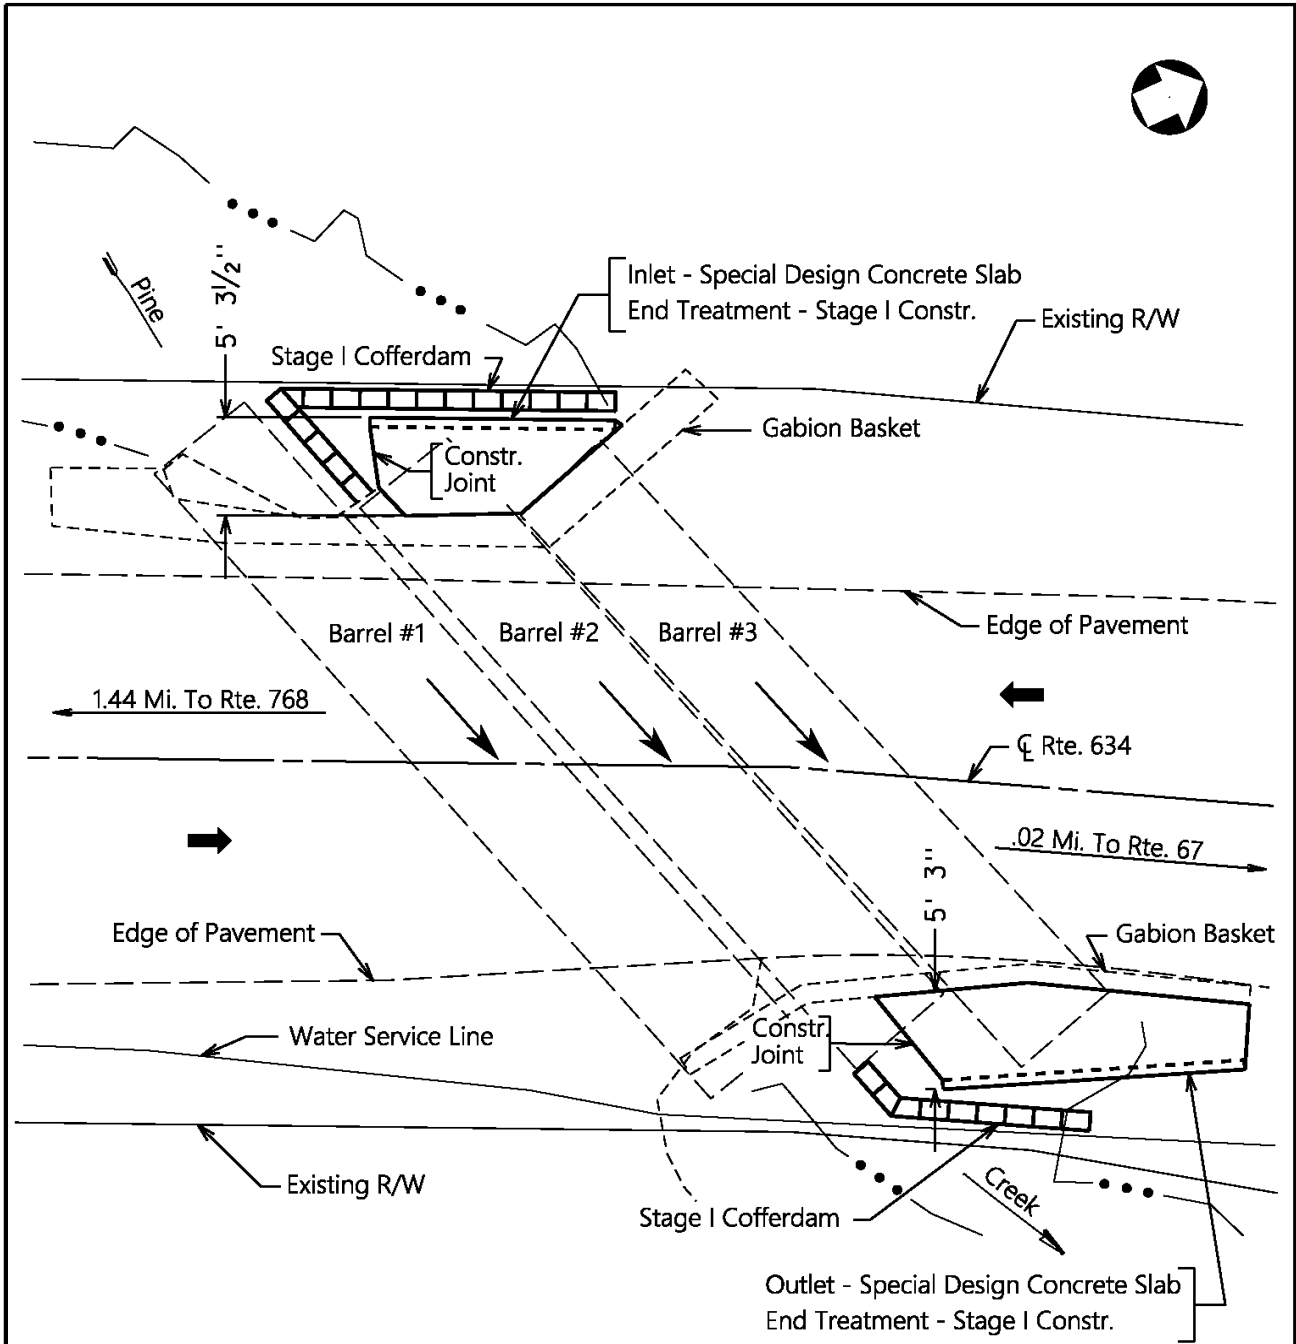 Pine
5' 3½''
Inlet - Special Design Concrete Slab
End Treatment - Stage I Constr.
Existing R/W
Stage I Cofferdam
Gabion Basket
Constr.
Joint
Edge of Pavement
Barrel #1
Barrel #2
Barrel #3
1.44 Mi. To Rte. 768
℄ Rte. 634
.02 Mi. To Rte. 67
5' 3''
Edge of Pavement
Gabion Basket
Water Service Line
Constr.
Joint
Existing R/W
Creek
Stage I Cofferdam
Outlet - Special Design Concrete Slab
End Treatment - Stage I Constr.